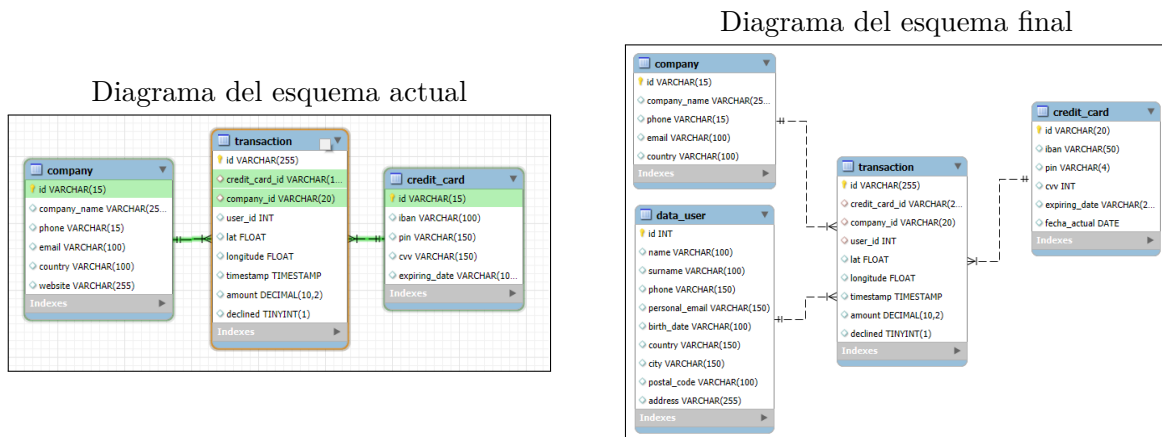 Diagrama del esquema actual
company
id VARCHAR(15)
company_name VARCHAR(25...
phone VARCHAR(15)
email VARCHAR(100)
country VARCHAR(100)
website VARCHAR(255)
Indexes
transaction
id VARCHAR(255)
credit_card_id VARCHAR(1...
company_id VARCHAR(20)
user_id INT
lat FLOAT
longitude FLOAT
timestamp TIMESTAMP
amount DECIMAL(10,2)
declined TINYINT(1)
Indexes
credit_card
id VARCHAR(15)
iban VARCHAR(100)
pin VARCHAR(150)
cvv VARCHAR(150)
expiring_date VARCHAR(10...
Indexes
Diagrama del esquema final
company
id VARCHAR(15)
company_name VARCHAR(25...
phone VARCHAR(15)
email VARCHAR(100)
country VARCHAR(100)
Indexes
data_user
id INT
name VARCHAR(100)
surname VARCHAR(100)
phone VARCHAR(150)
personal_email VARCHAR(150)
birth_date VARCHAR(100)
country VARCHAR(150)
city VARCHAR(150)
postal_code VARCHAR(100)
address VARCHAR(255)
Indexes
transaction
id VARCHAR(255)
credit_card_id VARCHAR(2...
company_id VARCHAR(20)
user_id INT
lat FLOAT
longitude FLOAT
timestamp TIMESTAMP
amount DECIMAL(10,2)
declined TINYINT(1)
Indexes
credit_card
id VARCHAR(20)
iban VARCHAR(50)
pin VARCHAR(4)
cvv INT
expiring_date VARCHAR(2...
fecha_actual DATE
Indexes